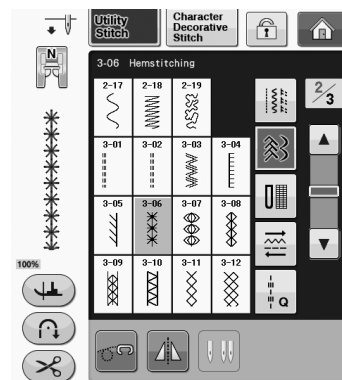 Utility
Stitch
Character
Decorative
Stitch
N
3-06 Hemstitching
2-17 2-18 2-19
2/3
3-01 3-02 3-03 3-04
3-05 3-06 3-07 3-08
100%
3-09 3-10 3-11 3-12
Q